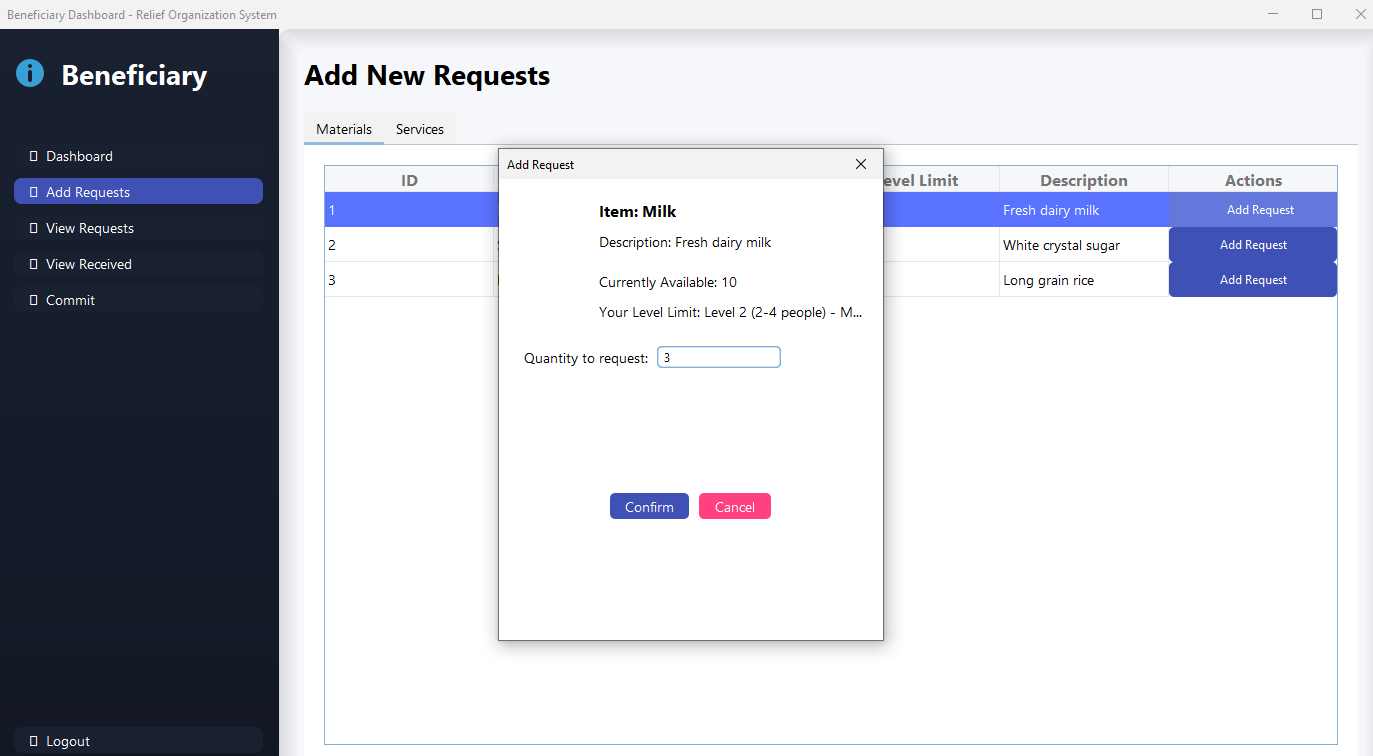 Beneficiary Dashboard - Relief Organization System
Beneficiary
Dashboard
Add Requests
View Requests
View Received
Commit
Logout
Add New Requests
Materials Services
ID Level Limit Description Actions
1 Fresh dairy milk Add Request
2 White crystal sugar Add Request
3 Long grain rice Add Request
Add Request
Item: Milk
Description: Fresh dairy milk
Currently Available: 10
Your Level Limit: Level 2 (2-4 people) - M...
Quantity to request: 3
Confirm Cancel